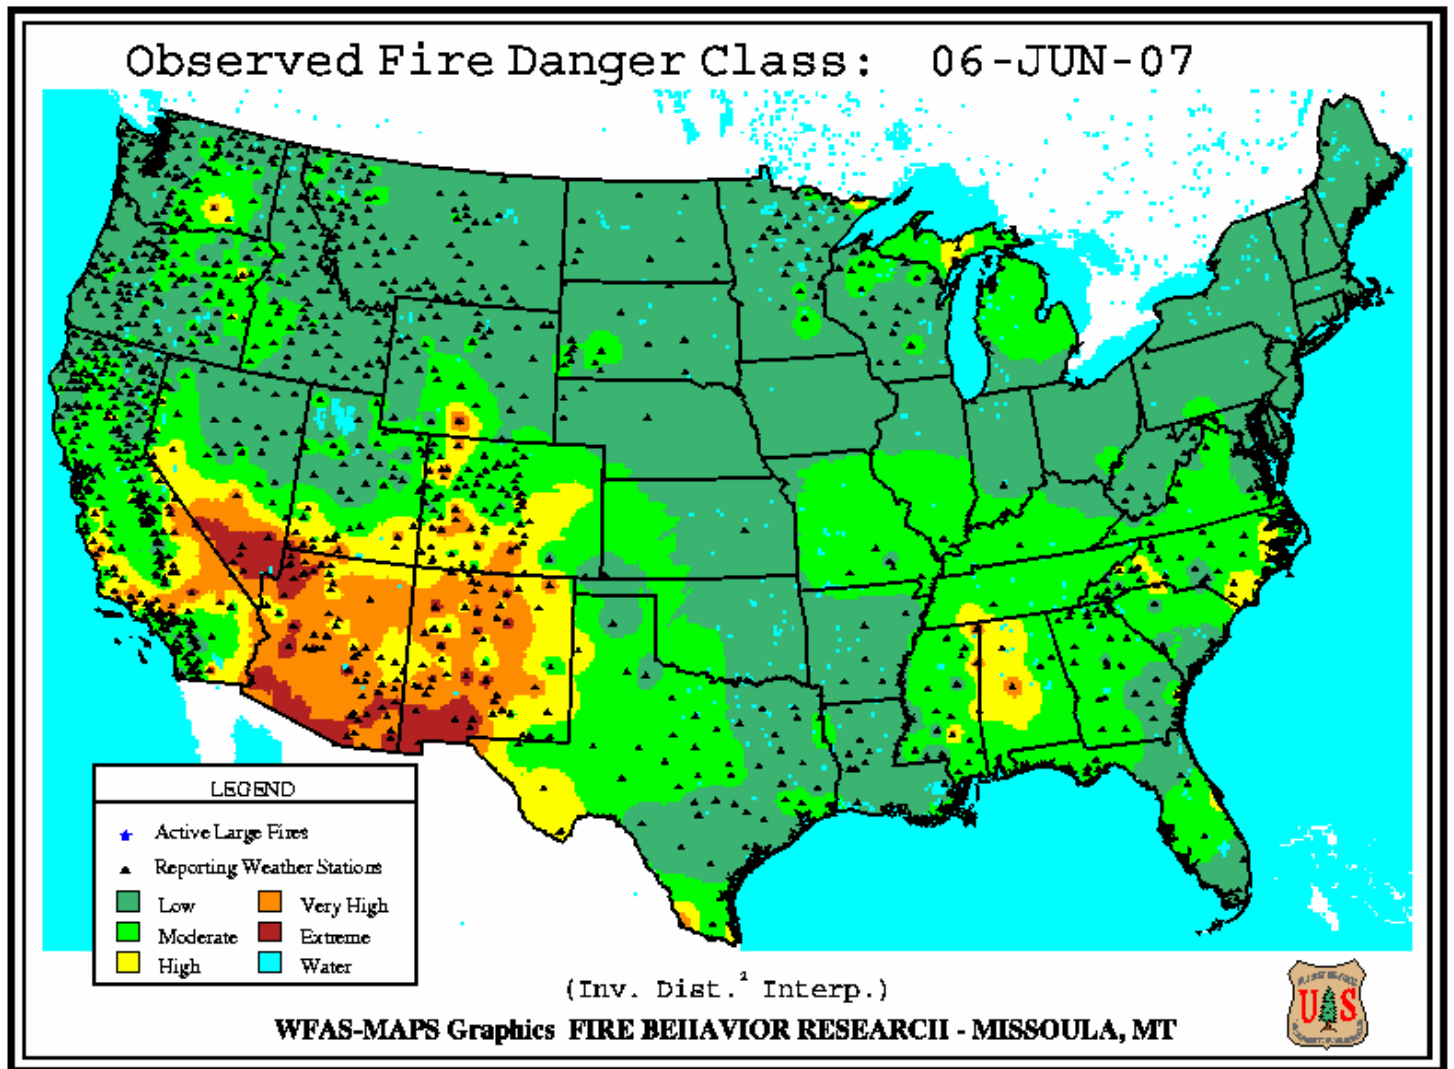 Observed Fire Danger Class: 06-JUN-07
LEGEND
Active Large Fires
Reporting Weather Stations
Low
Very High
Moderate
Extreme
High
Water
(Inv. Dist.² Interp.)
WFAS-MAPS Graphics FIRE BEHAVIOR RESEARCH - MISSOULA, MT
U S